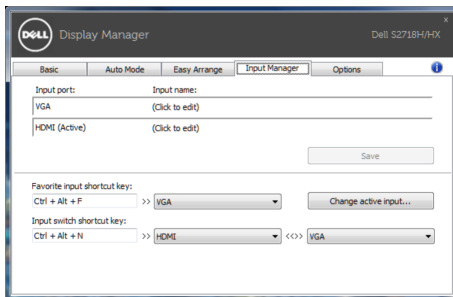 DELL Display Manager Dell S2718H/HX x
Basic Auto Mode Easy Arrange Input Manager Options i
Input port: Input name:
VGA (Click to edit)
HDMI (Active) (Click to edit)
Save
Favorite input shortcut key:
Ctrl + Alt + F >> VGA Change active input...
Input switch shortcut key:
Ctrl + Alt + N >> HDMI <<>> VGA